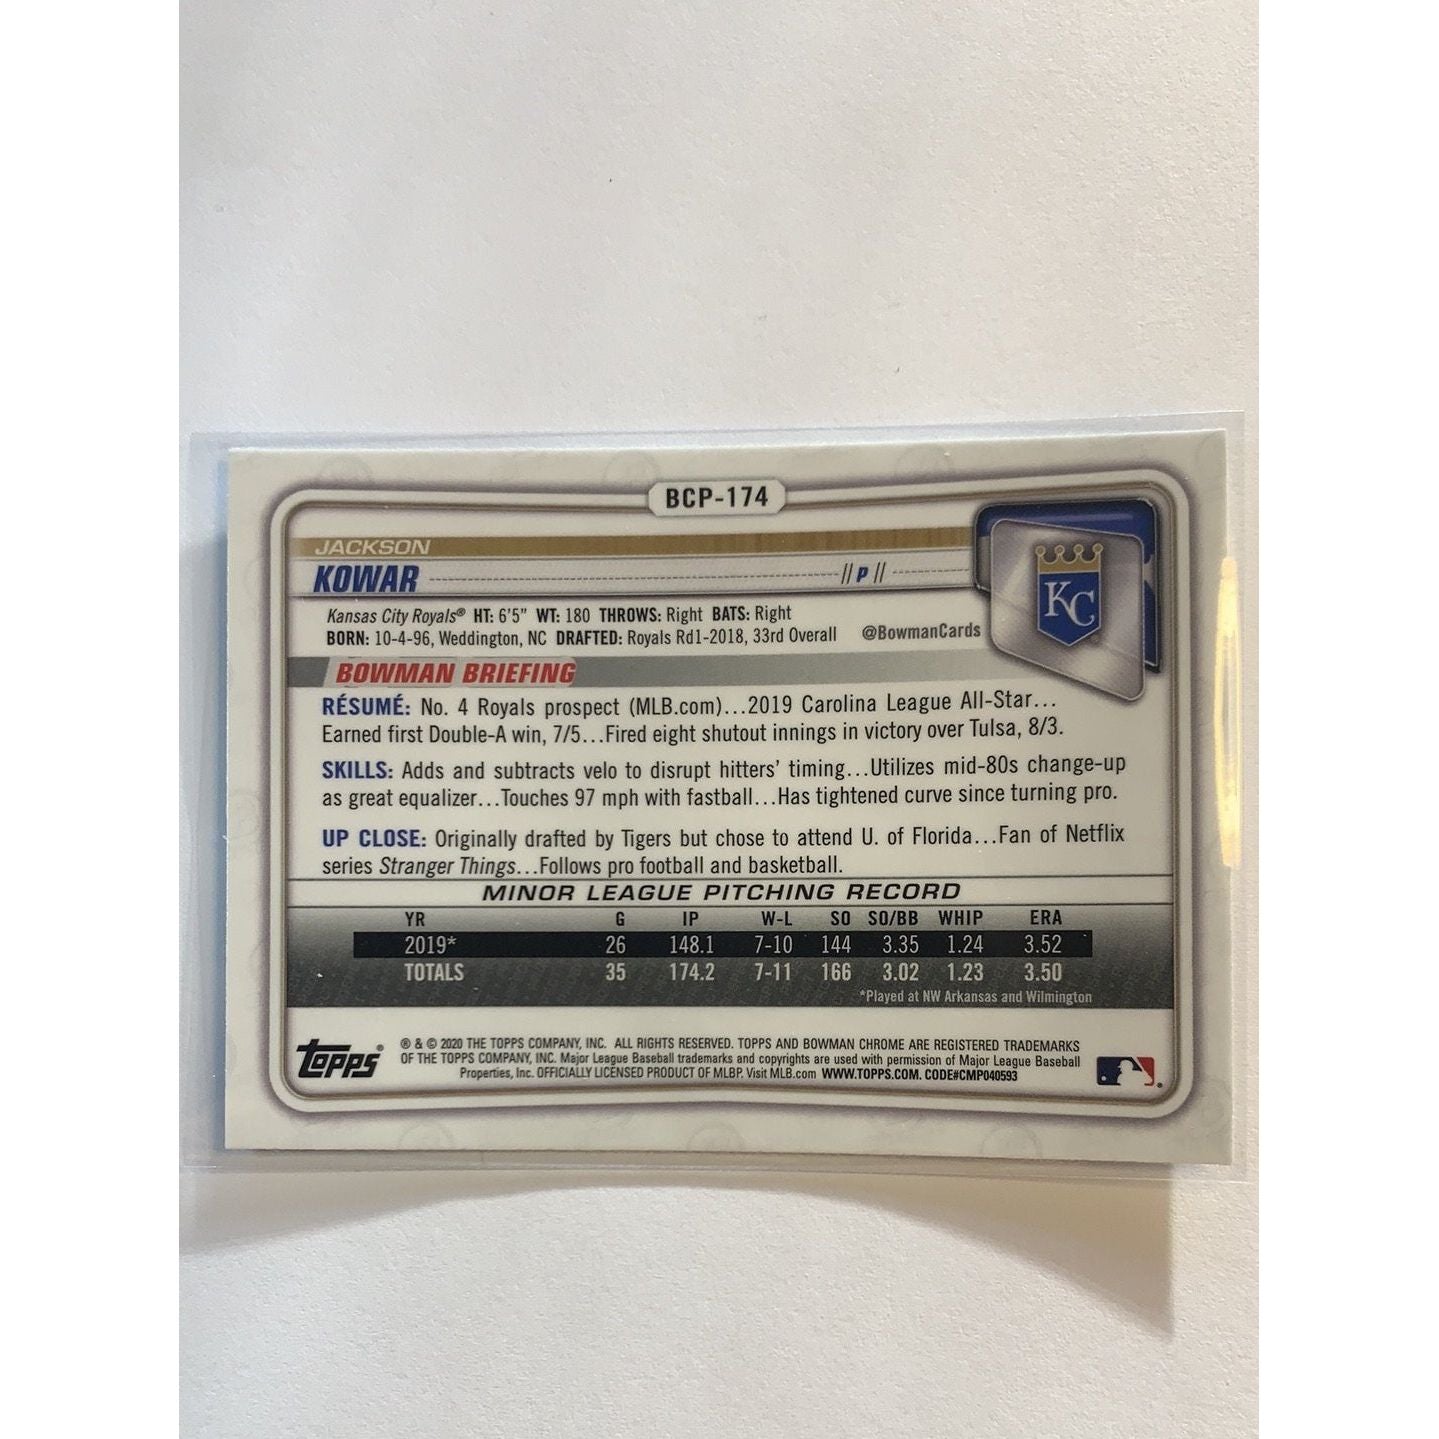 BCP-174
JACKSON
KOWAR // P //
KC
Kansas City Royals® HT: 6'5" WT: 180 THROWS: Right BATS: Right
BORN: 10-4-96, Weddington, NC DRAFTED: Royals Rd1-2018, 33rd Overall @BowmanCards
BOWMAN BRIEFING
RÉSUMÉ: No. 4 Royals prospect (MLB.com)...2019 Carolina League All-Star...
Earned first Double-A win, 7/5...Fired eight shutout innings in victory over Tulsa, 8/3.
SKILLS: Adds and subtracts velo to disrupt hitters' timing...Utilizes mid-80s change-up
as great equalizer...Touches 97 mph with fastball...Has tightened curve since turning pro.
UP CLOSE: Originally drafted by Tigers but chose to attend U. of Florida...Fan of Netflix
series Stranger Things...Follows pro football and basketball.
MINOR LEAGUE PITCHING RECORD
YR G IP W-L SO SO/BB WHIP ERA
2019* 26 148.1 7-10 144 3.35 1.24 3.52
TOTALS 35 174.2 7-11 166 3.02 1.23 3.50
*Played at NW Arkansas and Wilmington
Topps®
® & © 2020 THE TOPPS COMPANY, INC. ALL RIGHTS RESERVED. TOPPS AND BOWMAN CHROME ARE REGISTERED TRADEMARKS
OF THE TOPPS COMPANY, INC. Major League Baseball trademarks and copyrights are used with permission of Major League Baseball
Properties, Inc. OFFICIALLY LICENSED PRODUCT OF MLBP. Visit MLB.com WWW.TOPPS.COM. CODE#CMP040593